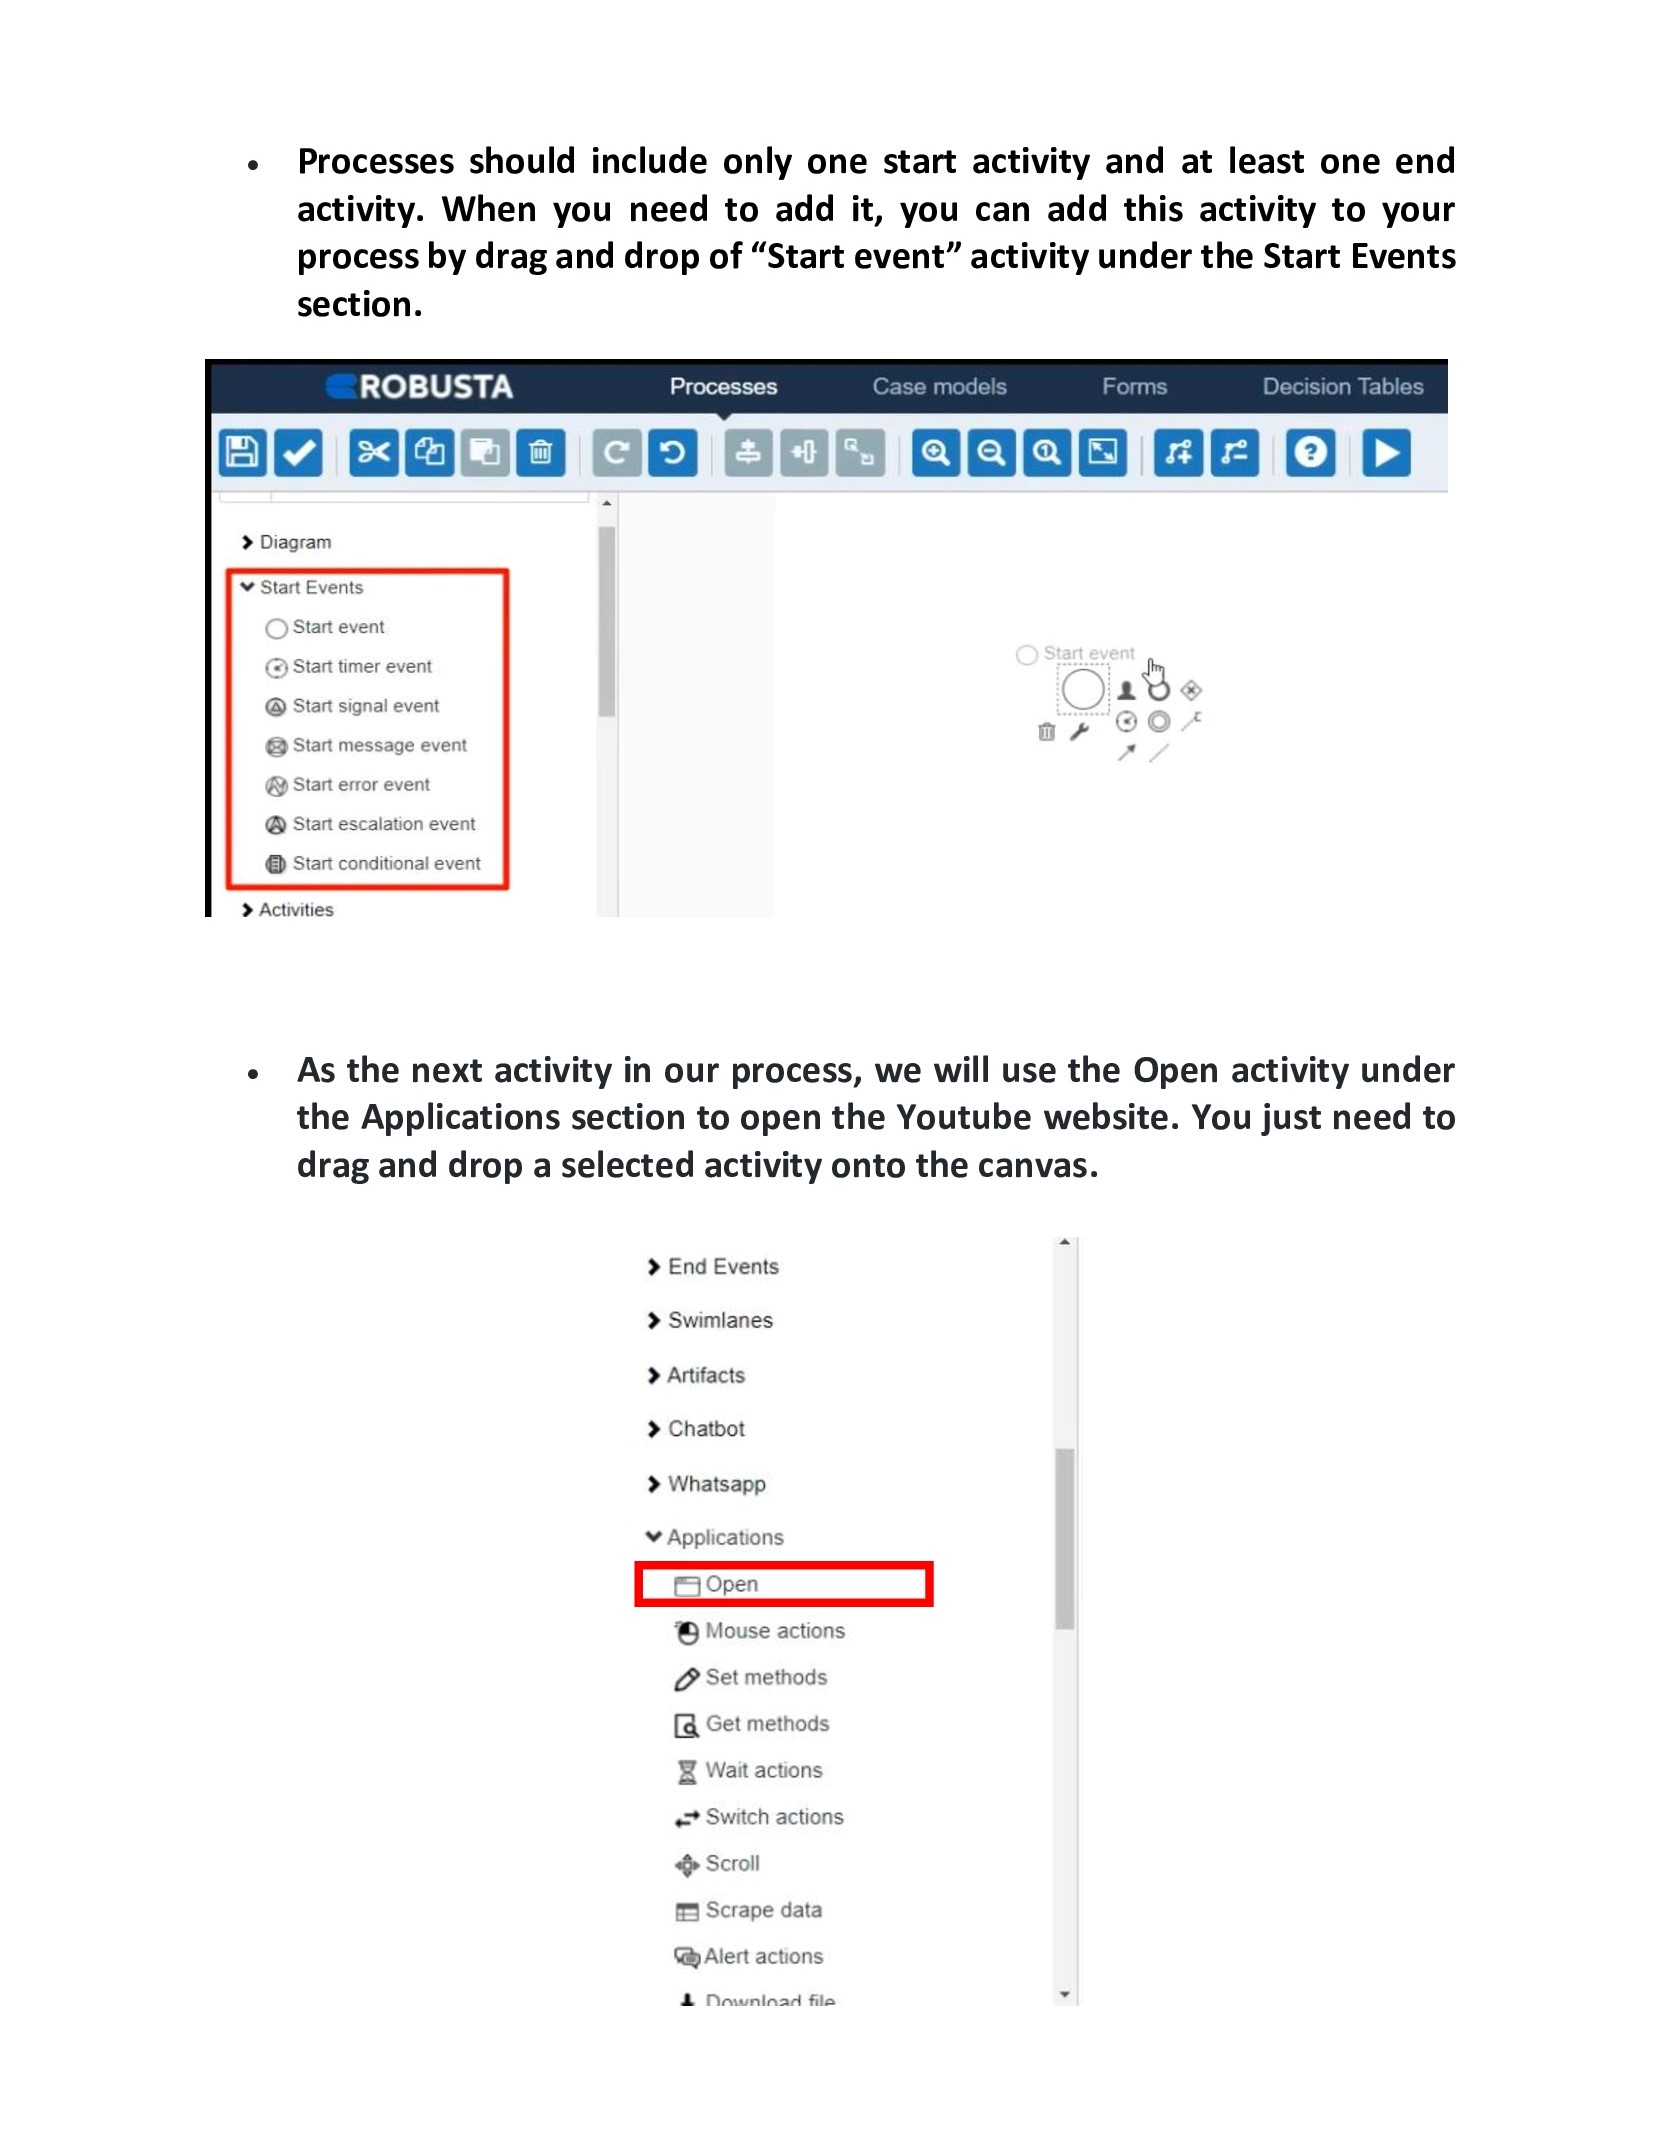 • Processes should include only one start activity and at least one end
activity. When you need to add it, you can add this activity to your
process by drag and drop of “Start event” activity under the Start Events
section.
ROBUSTA Processes Case models Forms Decision Tables
Diagram
Start Events
Start event
Start timer event
Start signal event
Start message event
Start error event
Start escalation event
Start conditional event
Activities
Start event
• As the next activity in our process, we will use the Open activity under
the Applications section to open the Youtube website. You just need to
drag and drop a selected activity onto the canvas.
End Events
Swimlanes
Artifacts
Chatbot
Whatsapp
Applications
Open
Mouse actions
Set methods
Get methods
Wait actions
Switch actions
Scroll
Scrape data
Alert actions
Download file